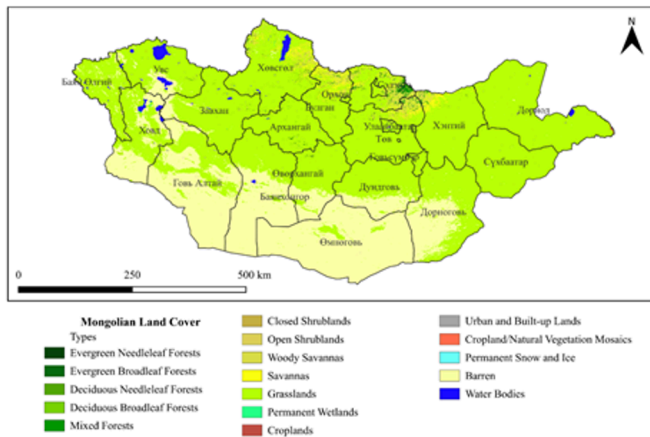 N
Увс
Хөвсгөл
Баян Өлгий
Орхон
Дорнод
Завхан
Булган
Ховд
Архангай
Улаанбаатар
Хэнтий
Төв
Говьсүмбэр
Сүхбаатар
Өвөрхангай
Говь Алтай
Дундговь
Баянхонгор
Дорноговь
Өмнөговь
0 250 500 km
Mongolian Land Cover
Types
Evergreen Needleleaf Forests
Evergreen Broadleaf Forests
Deciduous Needleleaf Forests
Deciduous Broadleaf Forests
Mixed Forests
Closed Shrublands
Open Shrublands
Woody Savannas
Savannas
Grasslands
Permanent Wetlands
Croplands
Urban and Built-up Lands
Cropland/Natural Vegetation Mosaics
Permanent Snow and Ice
Barren
Water Bodies